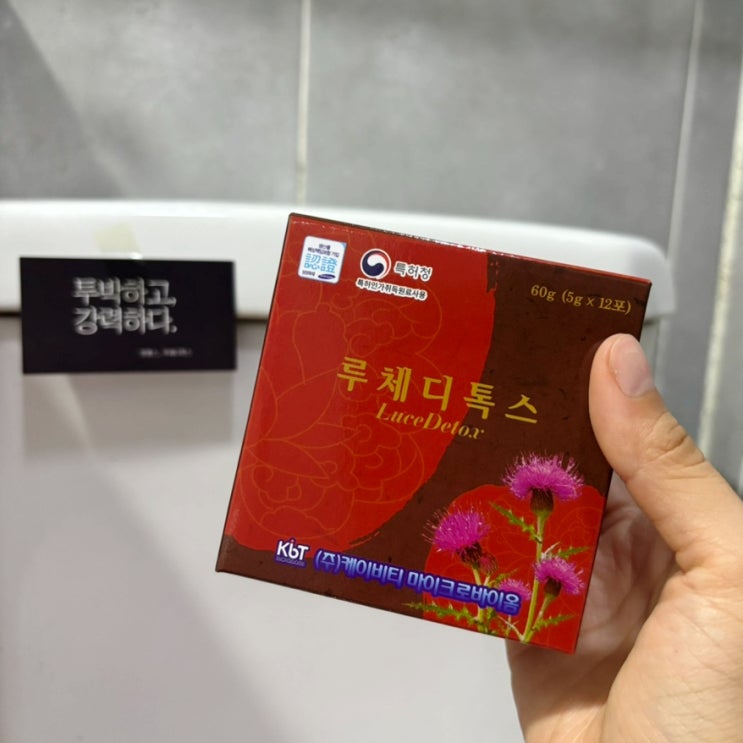 투박하고,
강력하다.
특허청
특허인가취득원료사용
60g (5g × 12포)
루체디톡스
LuceDetox
KbT
(주)케이비티 마이크로바이옴